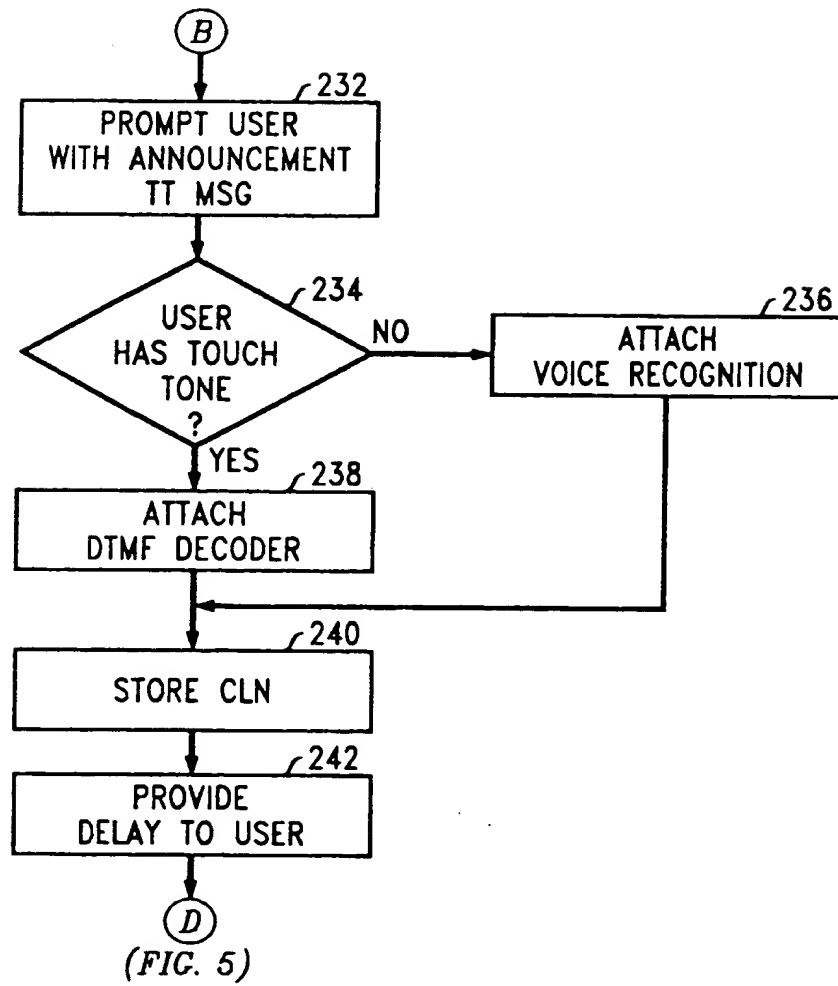 B
232
PROMPT USER
WITH ANNOUNCEMENT
TT MSG
234
USER
HAS TOUCH
TONE
?
NO
236
ATTACH
VOICE RECOGNITION
YES
238
ATTACH
DTMF DECODER
240
STORE CLN
242
PROVIDE
DELAY TO USER
D
(FIG. 5)